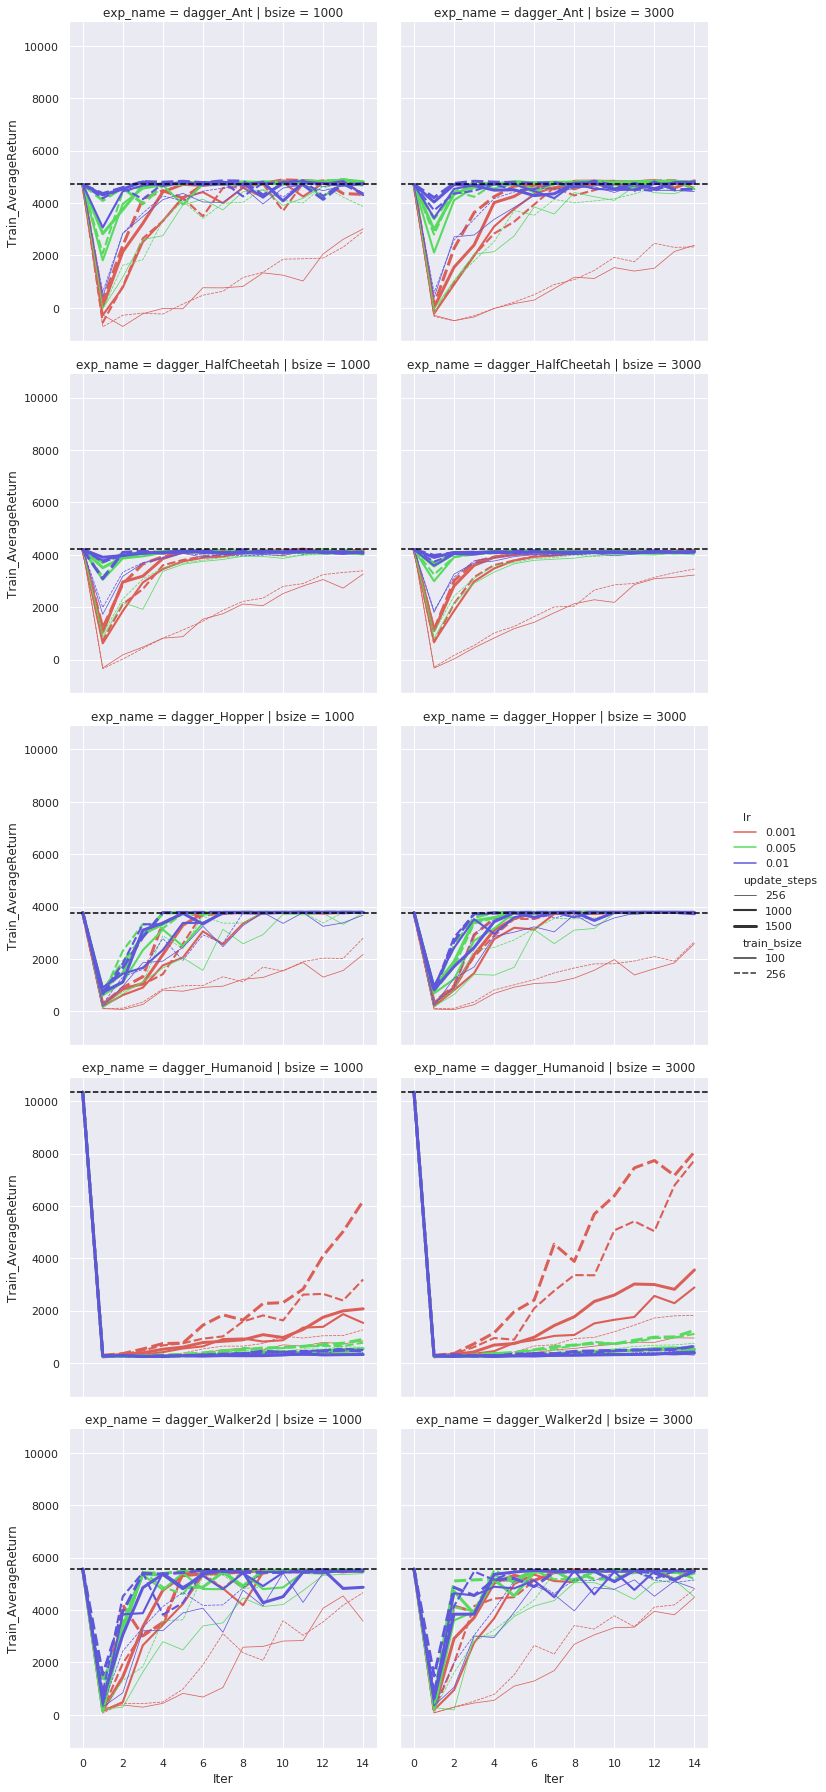 exp_name = dagger_Ant | bsize = 1000
exp_name = dagger_Ant | bsize = 3000
10000
8000
6000
4000
2000
0
Train_AverageReturn
exp_name = dagger_HalfCheetah | bsize = 1000
exp_name = dagger_HalfCheetah | bsize = 3000
10000
8000
6000
4000
2000
0
Train_AverageReturn
exp_name = dagger_Hopper | bsize = 1000
exp_name = dagger_Hopper | bsize = 3000
10000
8000
6000
4000
2000
0
Train_AverageReturn
lr
0.001
0.005
0.01
update_steps
256
1000
1500
train_bsize
100
256
exp_name = dagger_Humanoid | bsize = 1000
exp_name = dagger_Humanoid | bsize = 3000
10000
8000
6000
4000
2000
0
Train_AverageReturn
exp_name = dagger_Walker2d | bsize = 1000
exp_name = dagger_Walker2d | bsize = 3000
10000
8000
6000
4000
2000
0
Train_AverageReturn
0 2 4 6 8 10 12 14
Iter
0 2 4 6 8 10 12 14
Iter